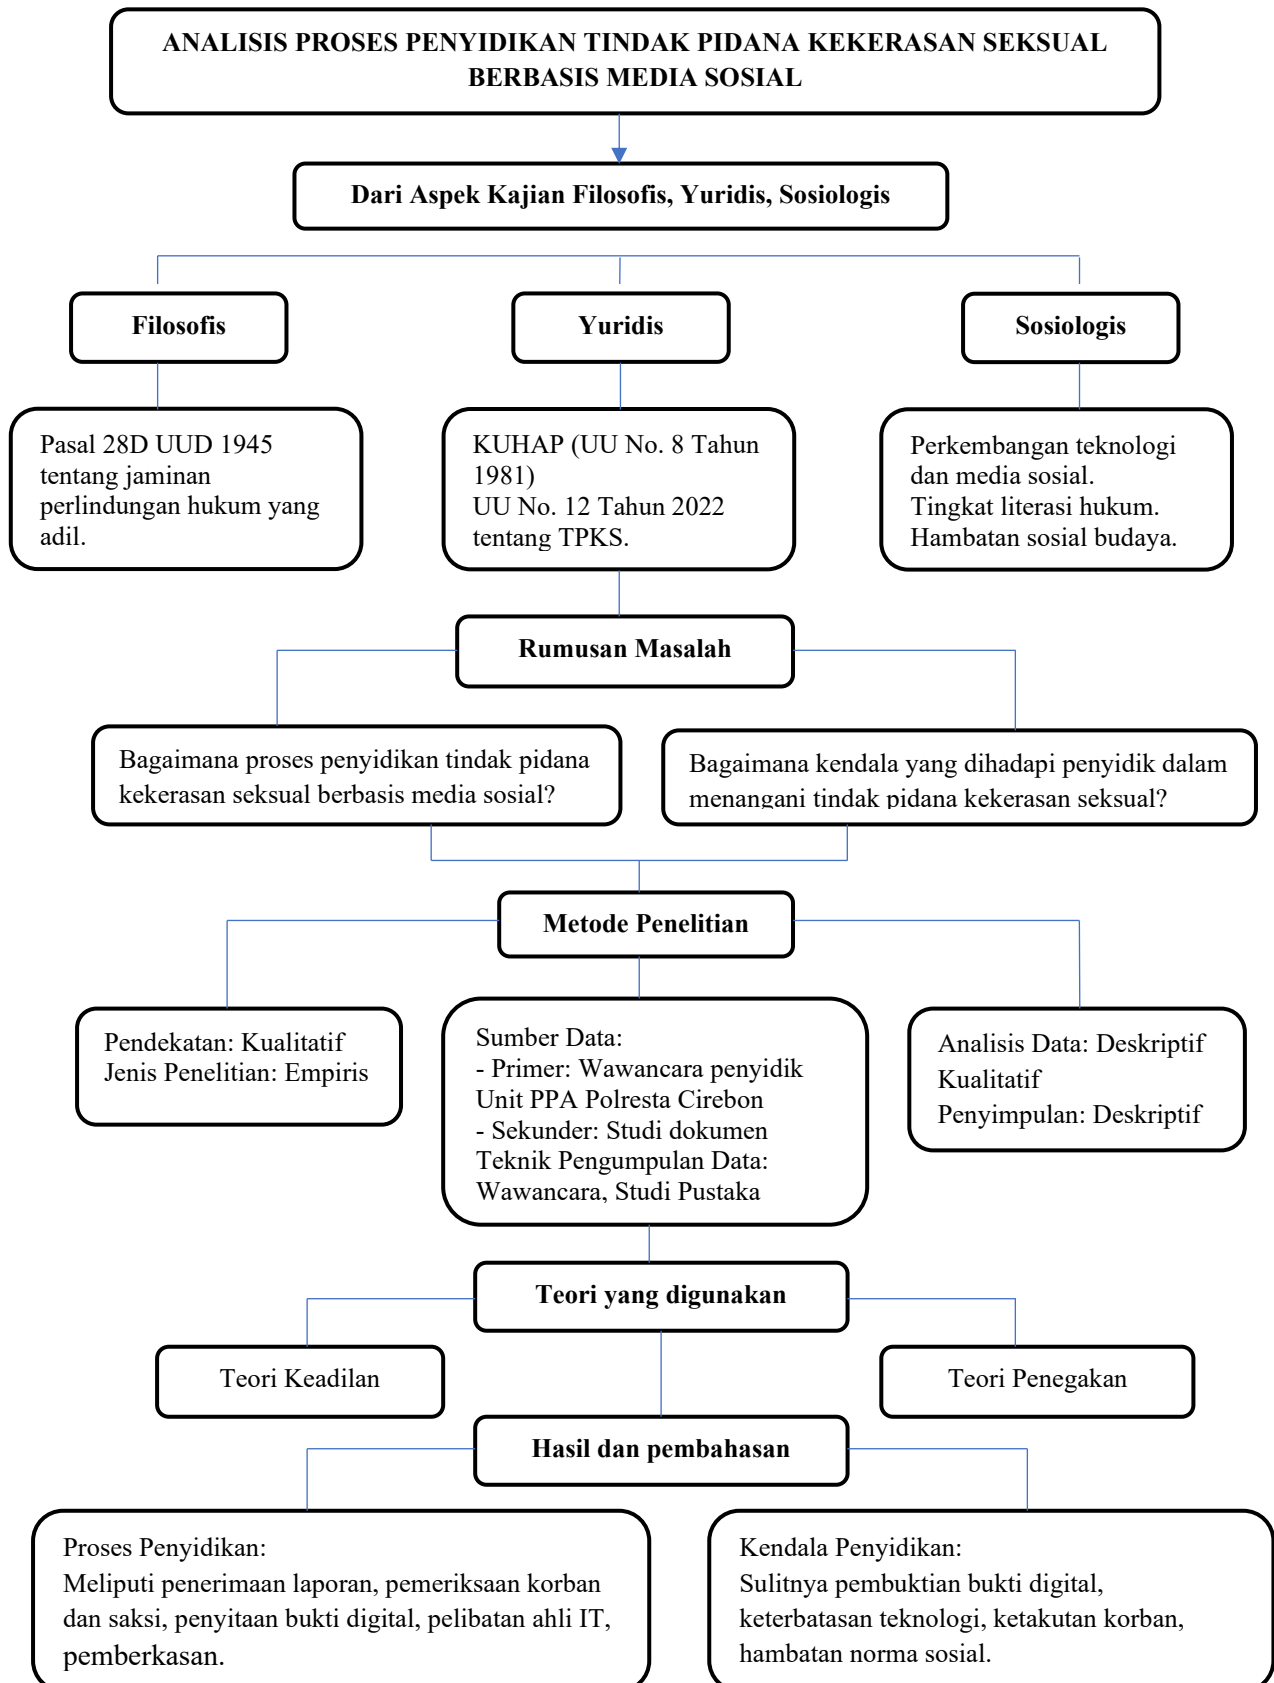 ANALISIS PROSES PENYIDIKAN TINDAK PIDANA KEKERASAN SEKSUAL
BERBASIS MEDIA SOSIAL
Dari Aspek Kajian Filosofis, Yuridis, Sosiologis
Filosofis
Yuridis
Sosiologis
Pasal 28D UUD 1945
tentang jaminan
perlindungan hukum yang
adil.
KUHAP (UU No. 8 Tahun
1981)
UU No. 12 Tahun 2022
tentang TPKS.
Perkembangan teknologi
dan media sosial.
Tingkat literasi hukum.
Hambatan sosial budaya.
Rumusan Masalah
Bagaimana proses penyidikan tindak pidana
kekerasan seksual berbasis media sosial?
Bagaimana kendala yang dihadapi penyidik dalam
menangani tindak pidana kekerasan seksual?
Metode Penelitian
Pendekatan: Kualitatif
Jenis Penelitian: Empiris
Sumber Data:
- Primer: Wawancara penyidik
Unit PPA Polresta Cirebon
- Sekunder: Studi dokumen
Teknik Pengumpulan Data:
Wawancara, Studi Pustaka
Analisis Data: Deskriptif
Kualitatif
Penyimpulan: Deskriptif
Teori yang digunakan
Teori Keadilan
Teori Penegakan
Hasil dan pembahasan
Proses Penyidikan:
Meliputi penerimaan laporan, pemeriksaan korban
dan saksi, penyitaan bukti digital, pelibatan ahli IT,
pemberkasan.
Kendala Penyidikan:
Sulitnya pembuktian bukti digital,
keterbatasan teknologi, ketakutan korban,
hambatan norma sosial.